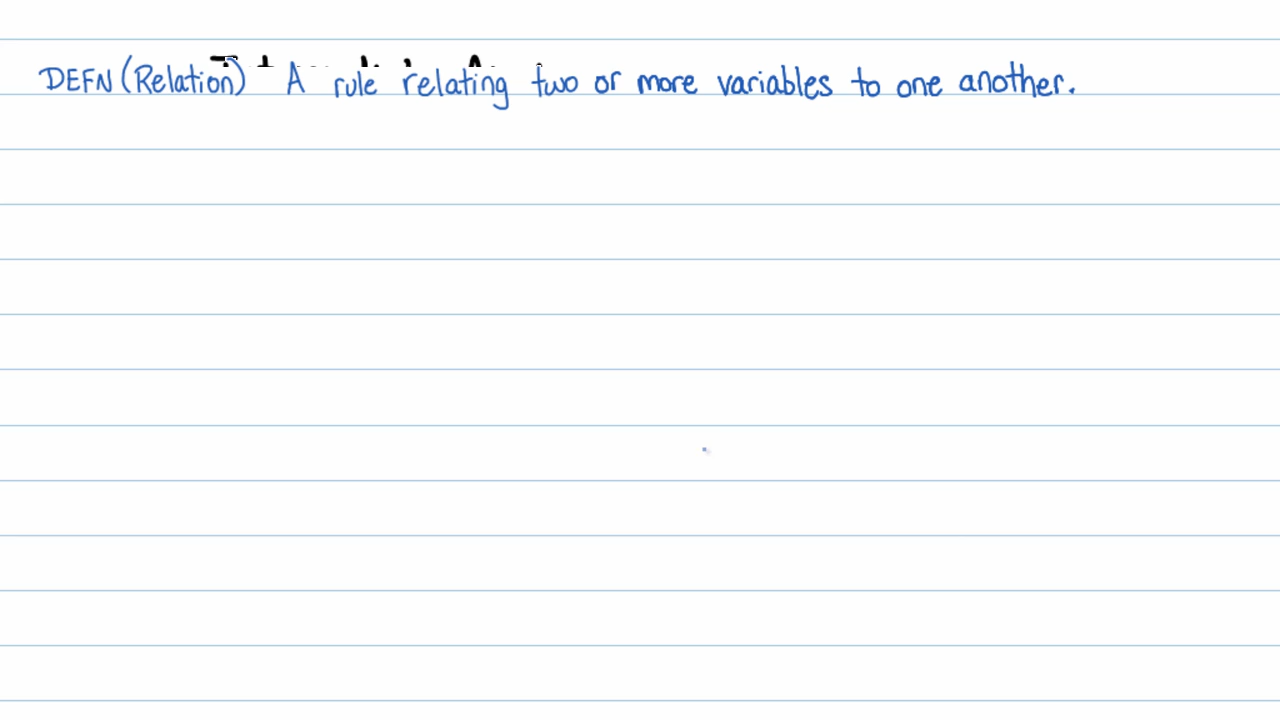 DEFN (Relation) A rule relating two or more variables to one another.